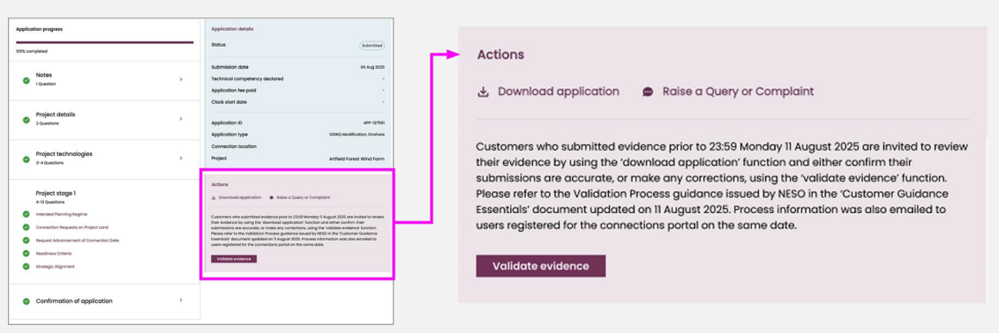 Application progress
100% completed
Notes
1 Question
Project details
2 Questions
Project technologies
3-4 Questions
Project stage 1
4-13 Questions
Intended Planning Regime
Connection Requests on Project Land
Request Advancement of Connection Date
Readiness Criteria
Strategic Alignment
Confirmation of application
Application details
Status Submitted
Submission date 05 Aug 2025
Technical competency declared -
Application fee paid -
Clock start date -
Application ID APP-127561
Application type G2WQ Modification, Onshore
Connection location
Project Artfield Forest Wind Farm
Actions
Download application Raise a Query or Complaint
Customers who submitted evidence prior to 23:59 Monday 11 August 2025 are invited to review
their evidence by using the 'download application' function and either confirm their
submissions are accurate, or make any corrections, using the 'validate evidence' function.
Please refer to the Validation Process guidance issued by NESO in the 'Customer Guidance
Essentials' document updated on 11 August 2025. Process information was also emailed to
users registered for the connections portal on the same date.
Validate evidence
Actions
Download application Raise a Query or Complaint
Customers who submitted evidence prior to 23:59 Monday 11 August 2025 are invited to review
their evidence by using the ‘download application’ function and either confirm their
submissions are accurate, or make any corrections, using the ‘validate evidence’ function.
Please refer to the Validation Process guidance issued by NESO in the ‘Customer Guidance
Essentials’ document updated on 11 August 2025. Process information was also emailed to
users registered for the connections portal on the same date.
Validate evidence